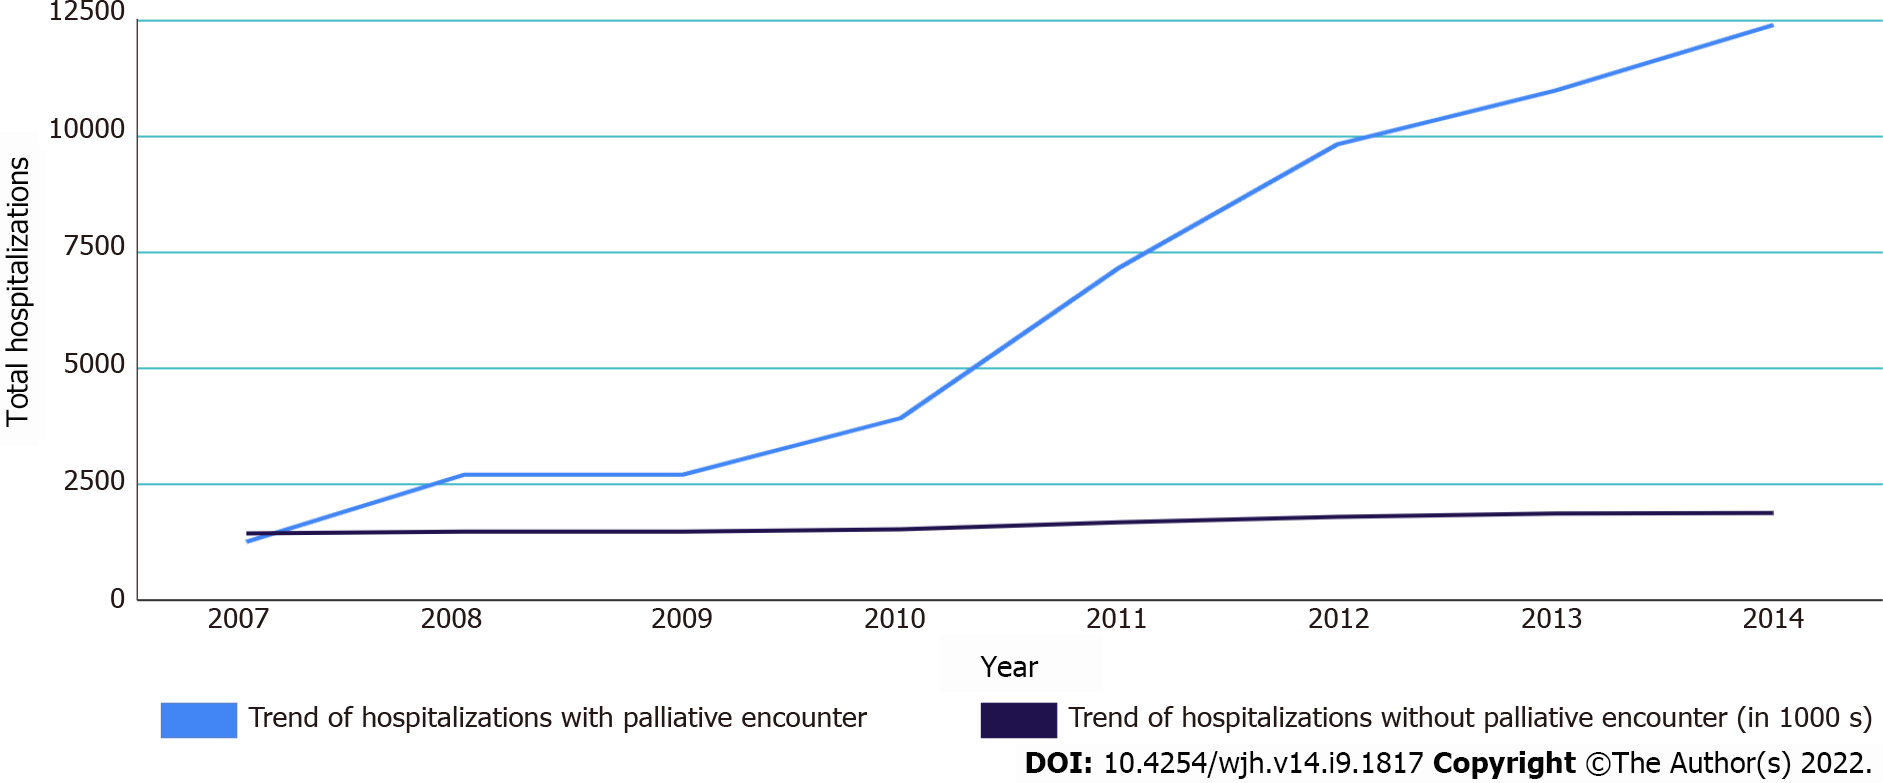 12500
10000
7500
5000
2500
0
Total hospitalizations
2007 2008 2009 2010 2011 2012 2013 2014
Year
Trend of hospitalizations with palliative encounter
Trend of hospitalizations without palliative encounter (in 1000 s)
DOI: 10.4254/wjh.v14.i9.1817 Copyright ©The Author(s) 2022.